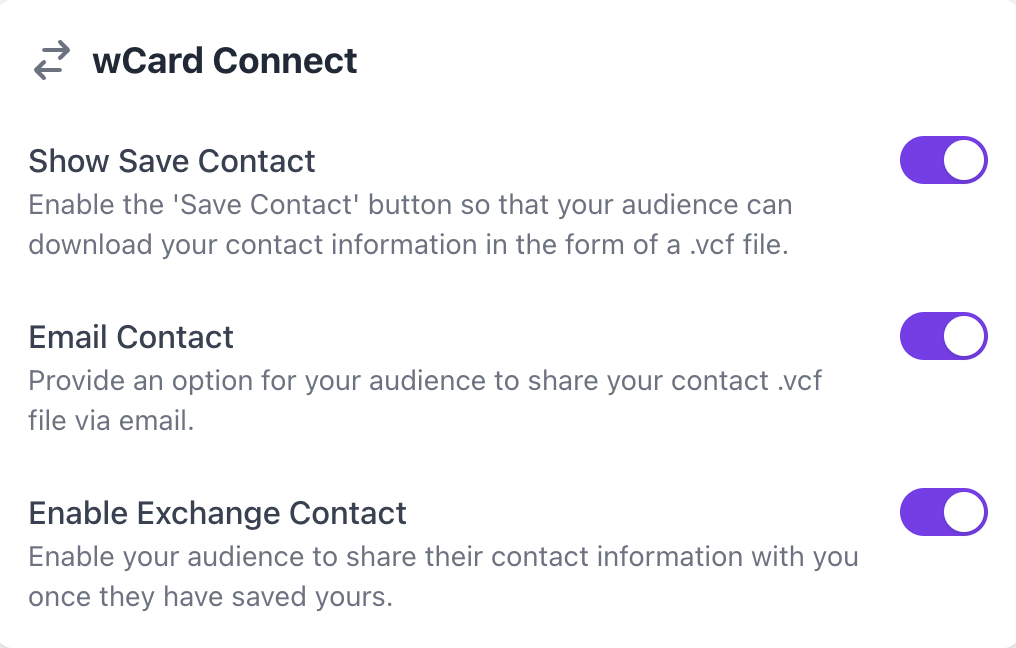 wCard Connect
Show Save Contact
Enable the 'Save Contact' button so that your audience can
download your contact information in the form of a .vcf file.
Email Contact
Provide an option for your audience to share your contact .vcf
file via email.
Enable Exchange Contact
Enable your audience to share their contact information with you
once they have saved yours.